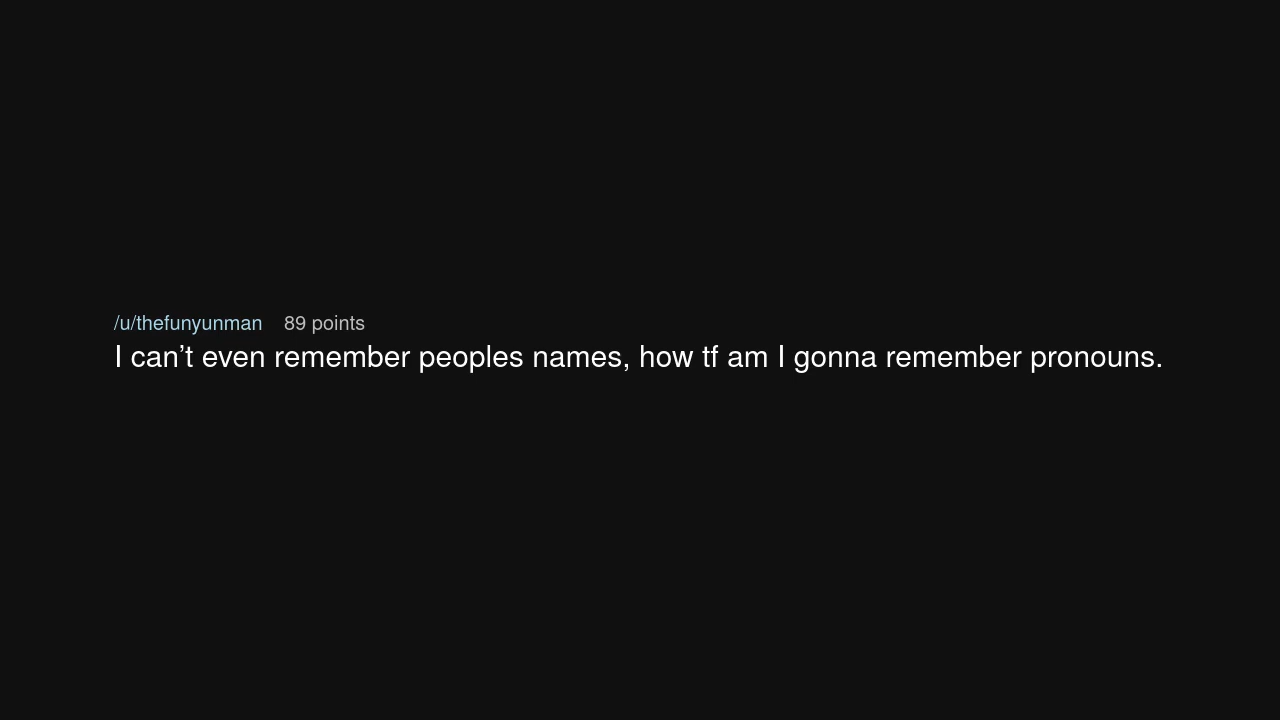 /u/thefunyunman 89 points
I can’t even remember peoples names, how tf am I gonna remember pronouns.